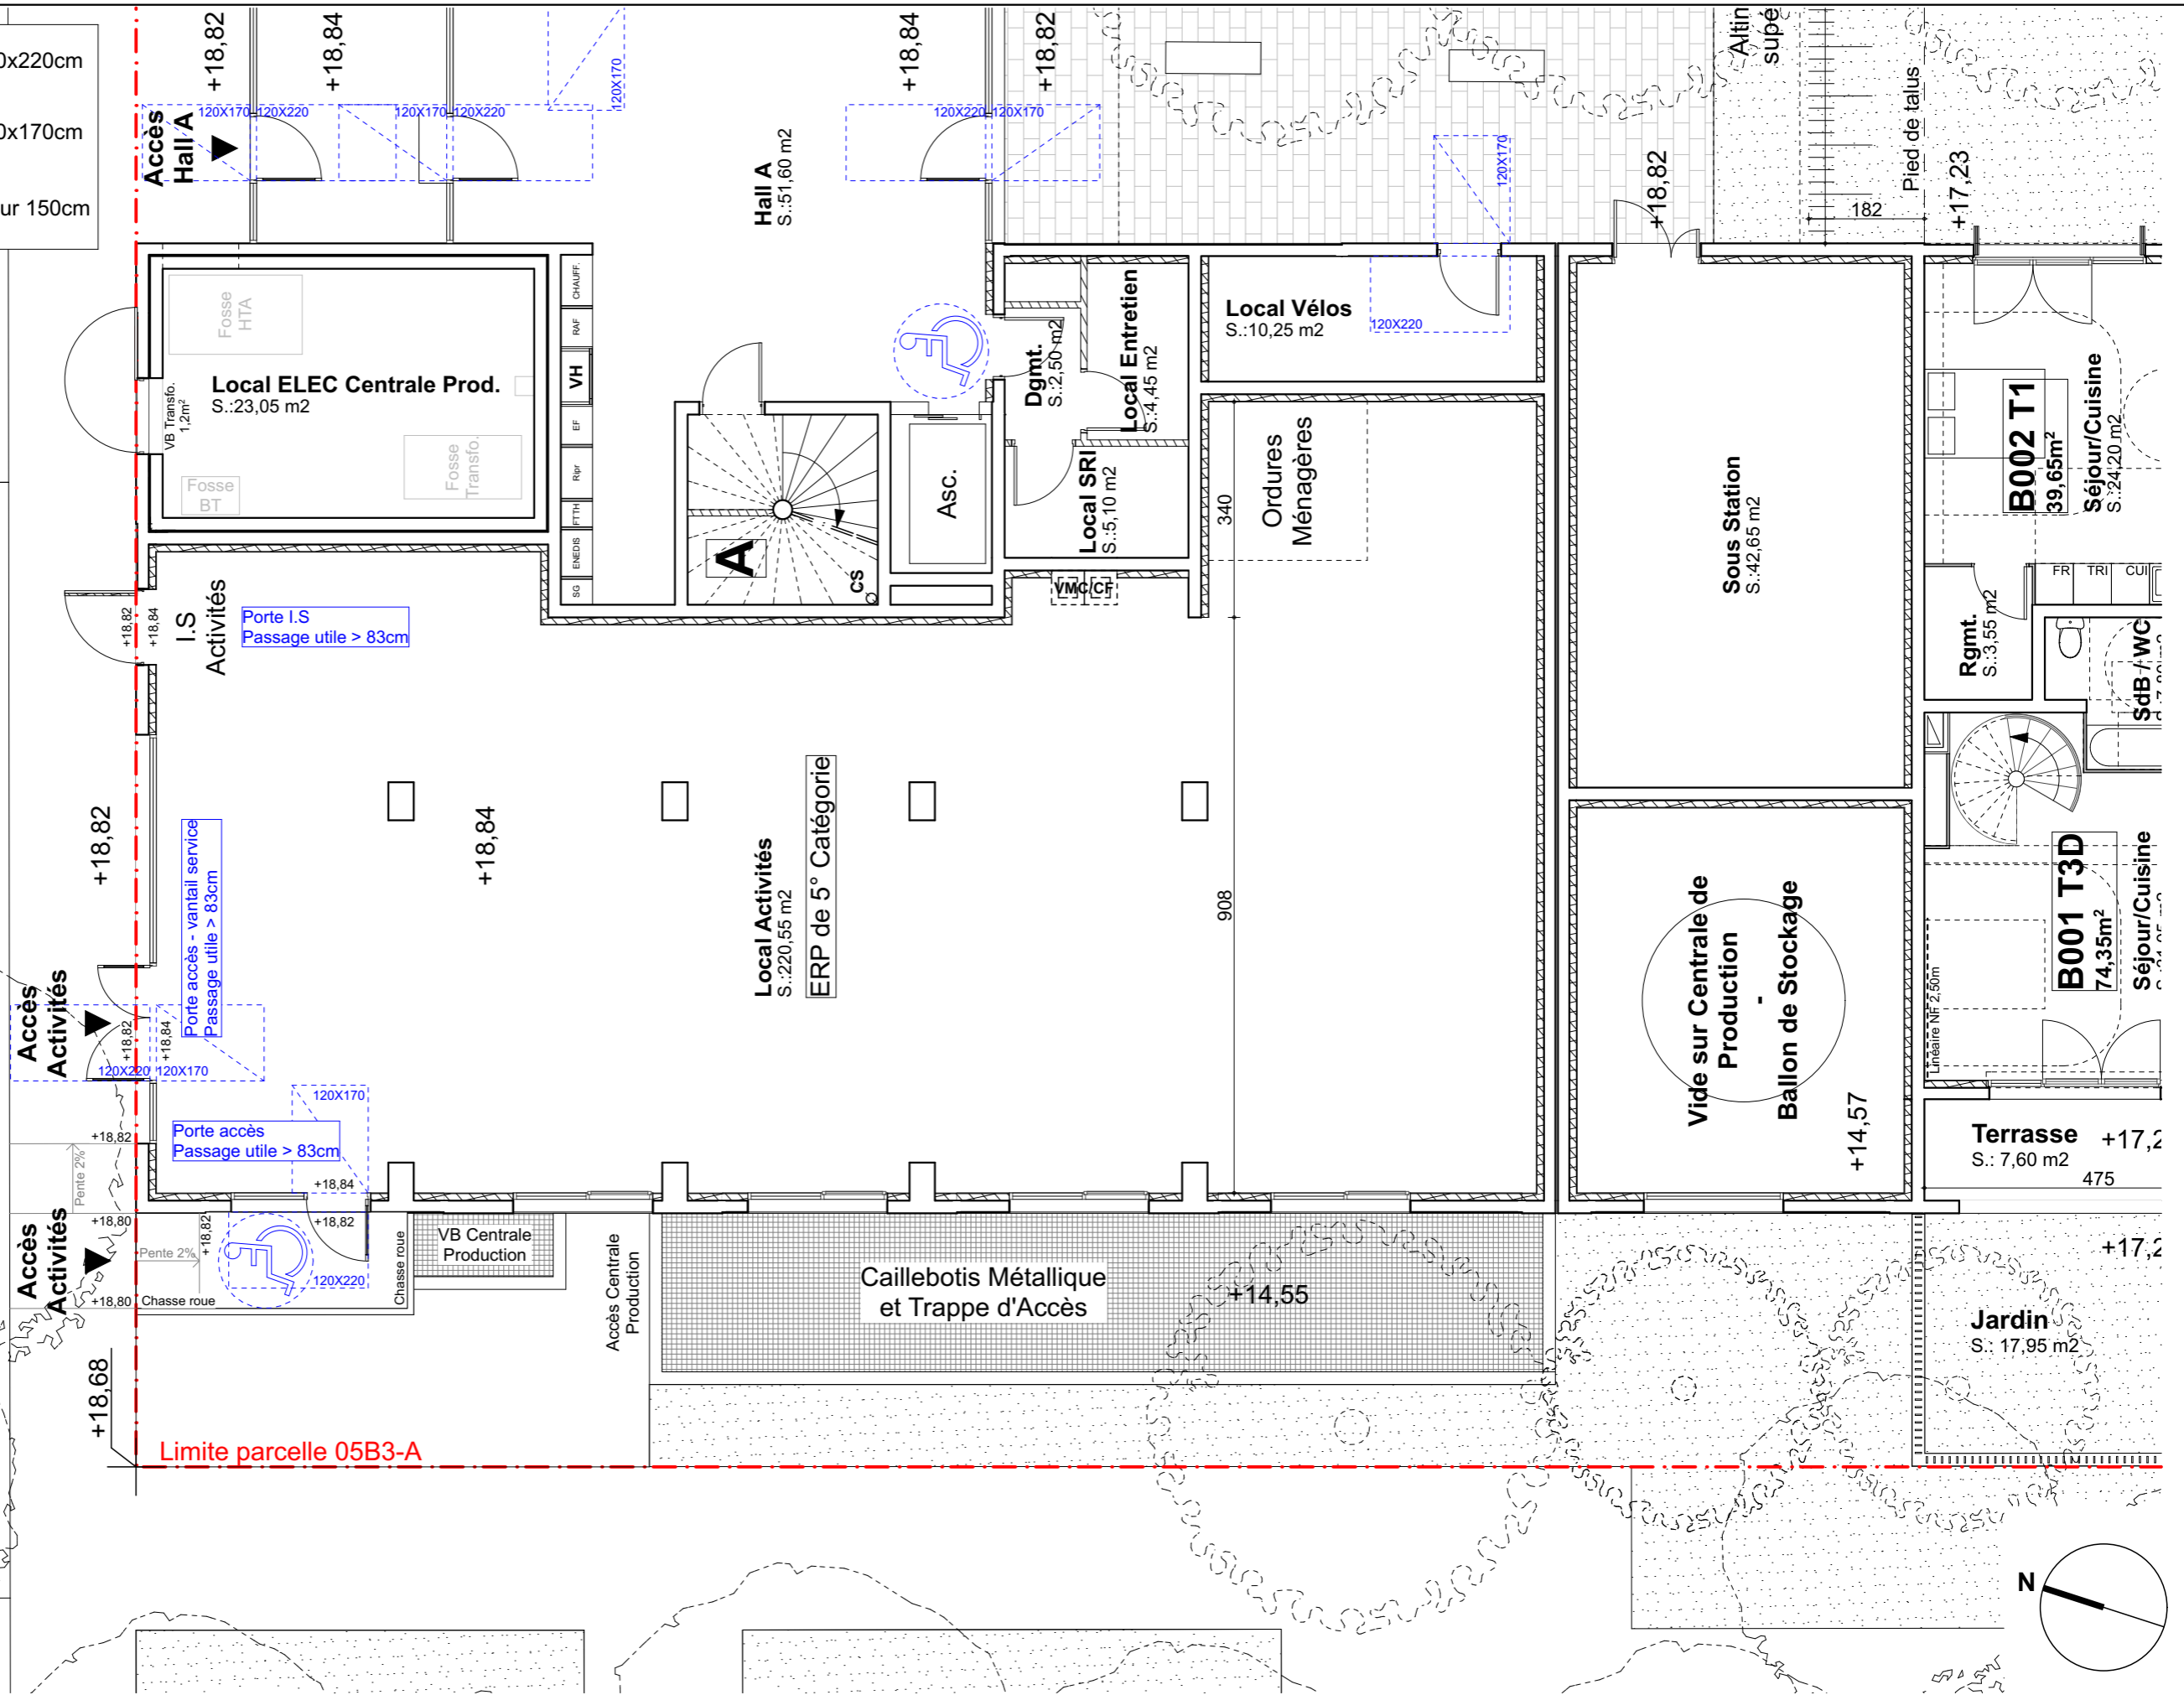 0x220cm
0x170cm
ur 150cm
+18,82
+18,84
120X170
+18,84
+18,82
Altin
supé
Pied de talus
+17,23
182
+18,82
Accès
Hall A
120X170
120X220
120X170
120X220
120X220
120X170
120X170
Hall A
S.:51,60 m2
Fosse
HTA
Local ELEC Centrale Prod.
S.:23,05 m2
VB Transfo.
1,2m²
Fosse
BT
Fosse
Transfo.
CHAUFF.
RAF
VH
EF
Ripr
FTTH
ENEDIS
SG
A
CS
Asc.
Dgmt.
S.:2,50 m2
Local Entretien
S.:4,45 m2
Local SRI
S.:5,10 m2
VMC/CF
Local Vélos
S.:10,25 m2
120X220
340
Ordures
Ménagères
Sous Station
S.:42,65 m2
B002 T1
39,65m²
Séjour/Cuisine
S.:24,20 m2
FR
TRI
CUI
Rgmt.
S.:3,55 m2
SdB / WC
+18,82
+18,84
I.S
Activités
Porte I.S
Passage utile > 83cm
+18,82
+18,84
Porte accès - vantail service
Passage utile > 83cm
Local Activités
S.:220,55 m2
ERP de 5° Catégorie
908
Vide sur Centrale de
Production
-
Ballon de Stockage
+14,57
B001 T3D
74,35m²
Séjour/Cuisine
Linéaire NF 2,50m
Accès
Activités
+18,82
+18,84
120X220
120X170
120X170
Porte accès
Passage utile > 83cm
+18,82
Pente 2%
+18,84
+18,80
+18,82
+18,82
Accès
Activités
Pente 2%
120X220
+18,80
Chasse roue
Chasse roue
VB Centrale
Production
Accès Centrale
Production
Caillebotis Métallique
et Trappe d'Accès
+14,55
Terrasse
S.: 7,60 m2
+17,2
475
+17,2
Jardin
S.: 17,95 m2
+18,68
Limite parcelle 05B3-A
N